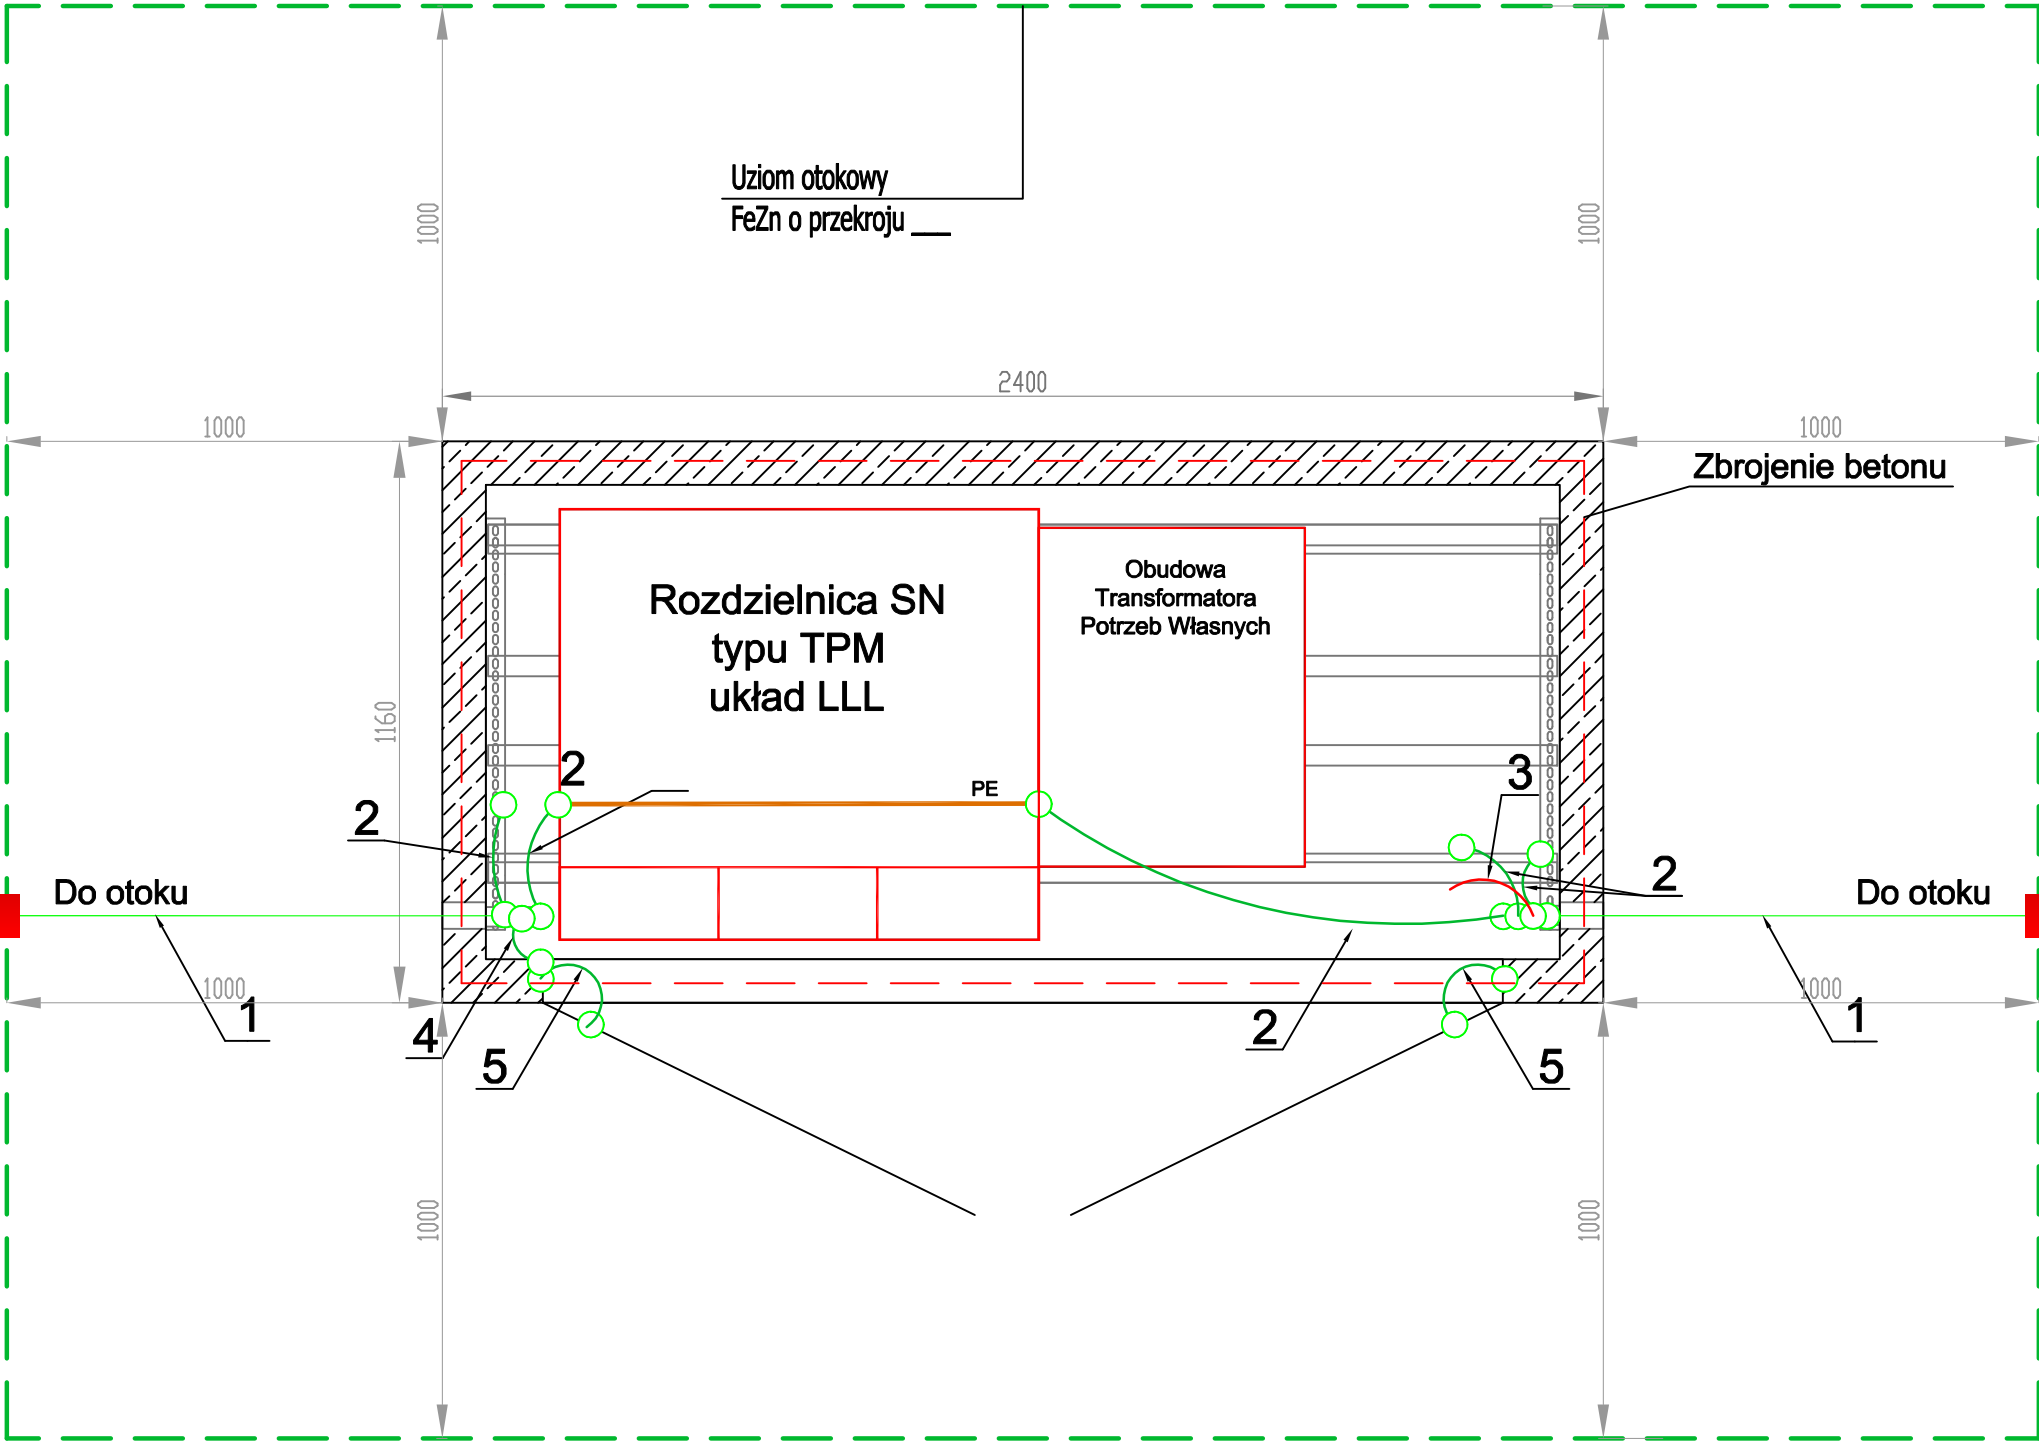 Uziom otokowy
FeZn o przekroju ___
1000
1000
2400
1000
1000
Zbrojenie betonu
Rozdzielnica SN
typu TPM
układ LLL
Obudowa
Transformatora
Potrzeb Własnych
1160
2
PE
3
2
2
Do otoku
Do otoku
1000
1
4
5
2
5
1000
1
1000
1000